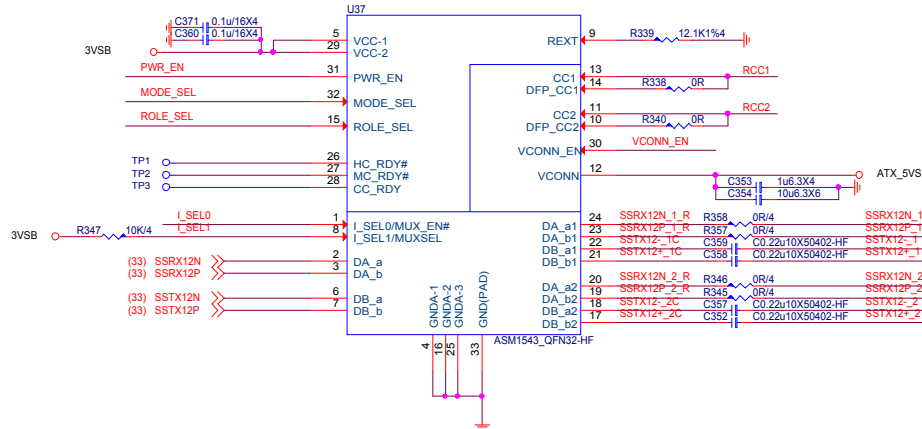 U37
C371 0.1u/16X4
C360 0.1u/16X4
3VSB
5 VCC-1
29 VCC-2
PWR_EN 31 PWR_EN
MODE_SEL 32 MODE_SEL
ROLE_SEL 15 ROLE_SEL
TP1 26 HC_RDY#
TP2 27 MC_RDY#
TP3 28 CC_RDY
I_SEL0 1 I_SEL0/MUX_EN#
3VSB R347 10K/4 I_SEL1 8 I_SEL1/MUXSEL
(33) SSRX12N 2 DA_a
(33) SSRX12P 3 DA_b
(33) SSTX12N 6 DB_a
(33) SSTX12P 7 DB_b
REXT 9 R339 12.1K1%4
CC1 13 RCC1
DFP_CC1 14 R338 0R
CC2 11 RCC2
DFP_CC2 10 R340 0R
VCONN_EN 30 VCONN_EN
VCONN 12 ATX_5VS
C353 1u6.3X4
C354 10u6.3X6
DA_a1 24 SSRX12N_1_R R358 0R/4 SSRX12N_1
DA_b1 23 SSRX12P_1_R R357 0R/4 SSRX12P_1
DB_a1 22 SSTX12-_1C C359 C0.22u10X50402-HF SSTX12-_1
DB_b1 21 SSTX12+_1C C358 C0.22u10X50402-HF SSTX12+_1
DA_a2 20 SSRX12N_2_R R346 0R/4 SSRX12N_2
DA_b2 19 SSRX12P_2_R R345 0R/4 SSRX12P_2
DB_a2 18 SSTX12-_2C C357 C0.22u10X50402-HF SSTX12-_2
DB_b2 17 SSTX12+_2C C352 C0.22u10X50402-HF SSTX12+_2
GNDA-1 GNDA-2 GNDA-3 GND(PAD)
ASM1543_QFN32-HF
4 16 25 33